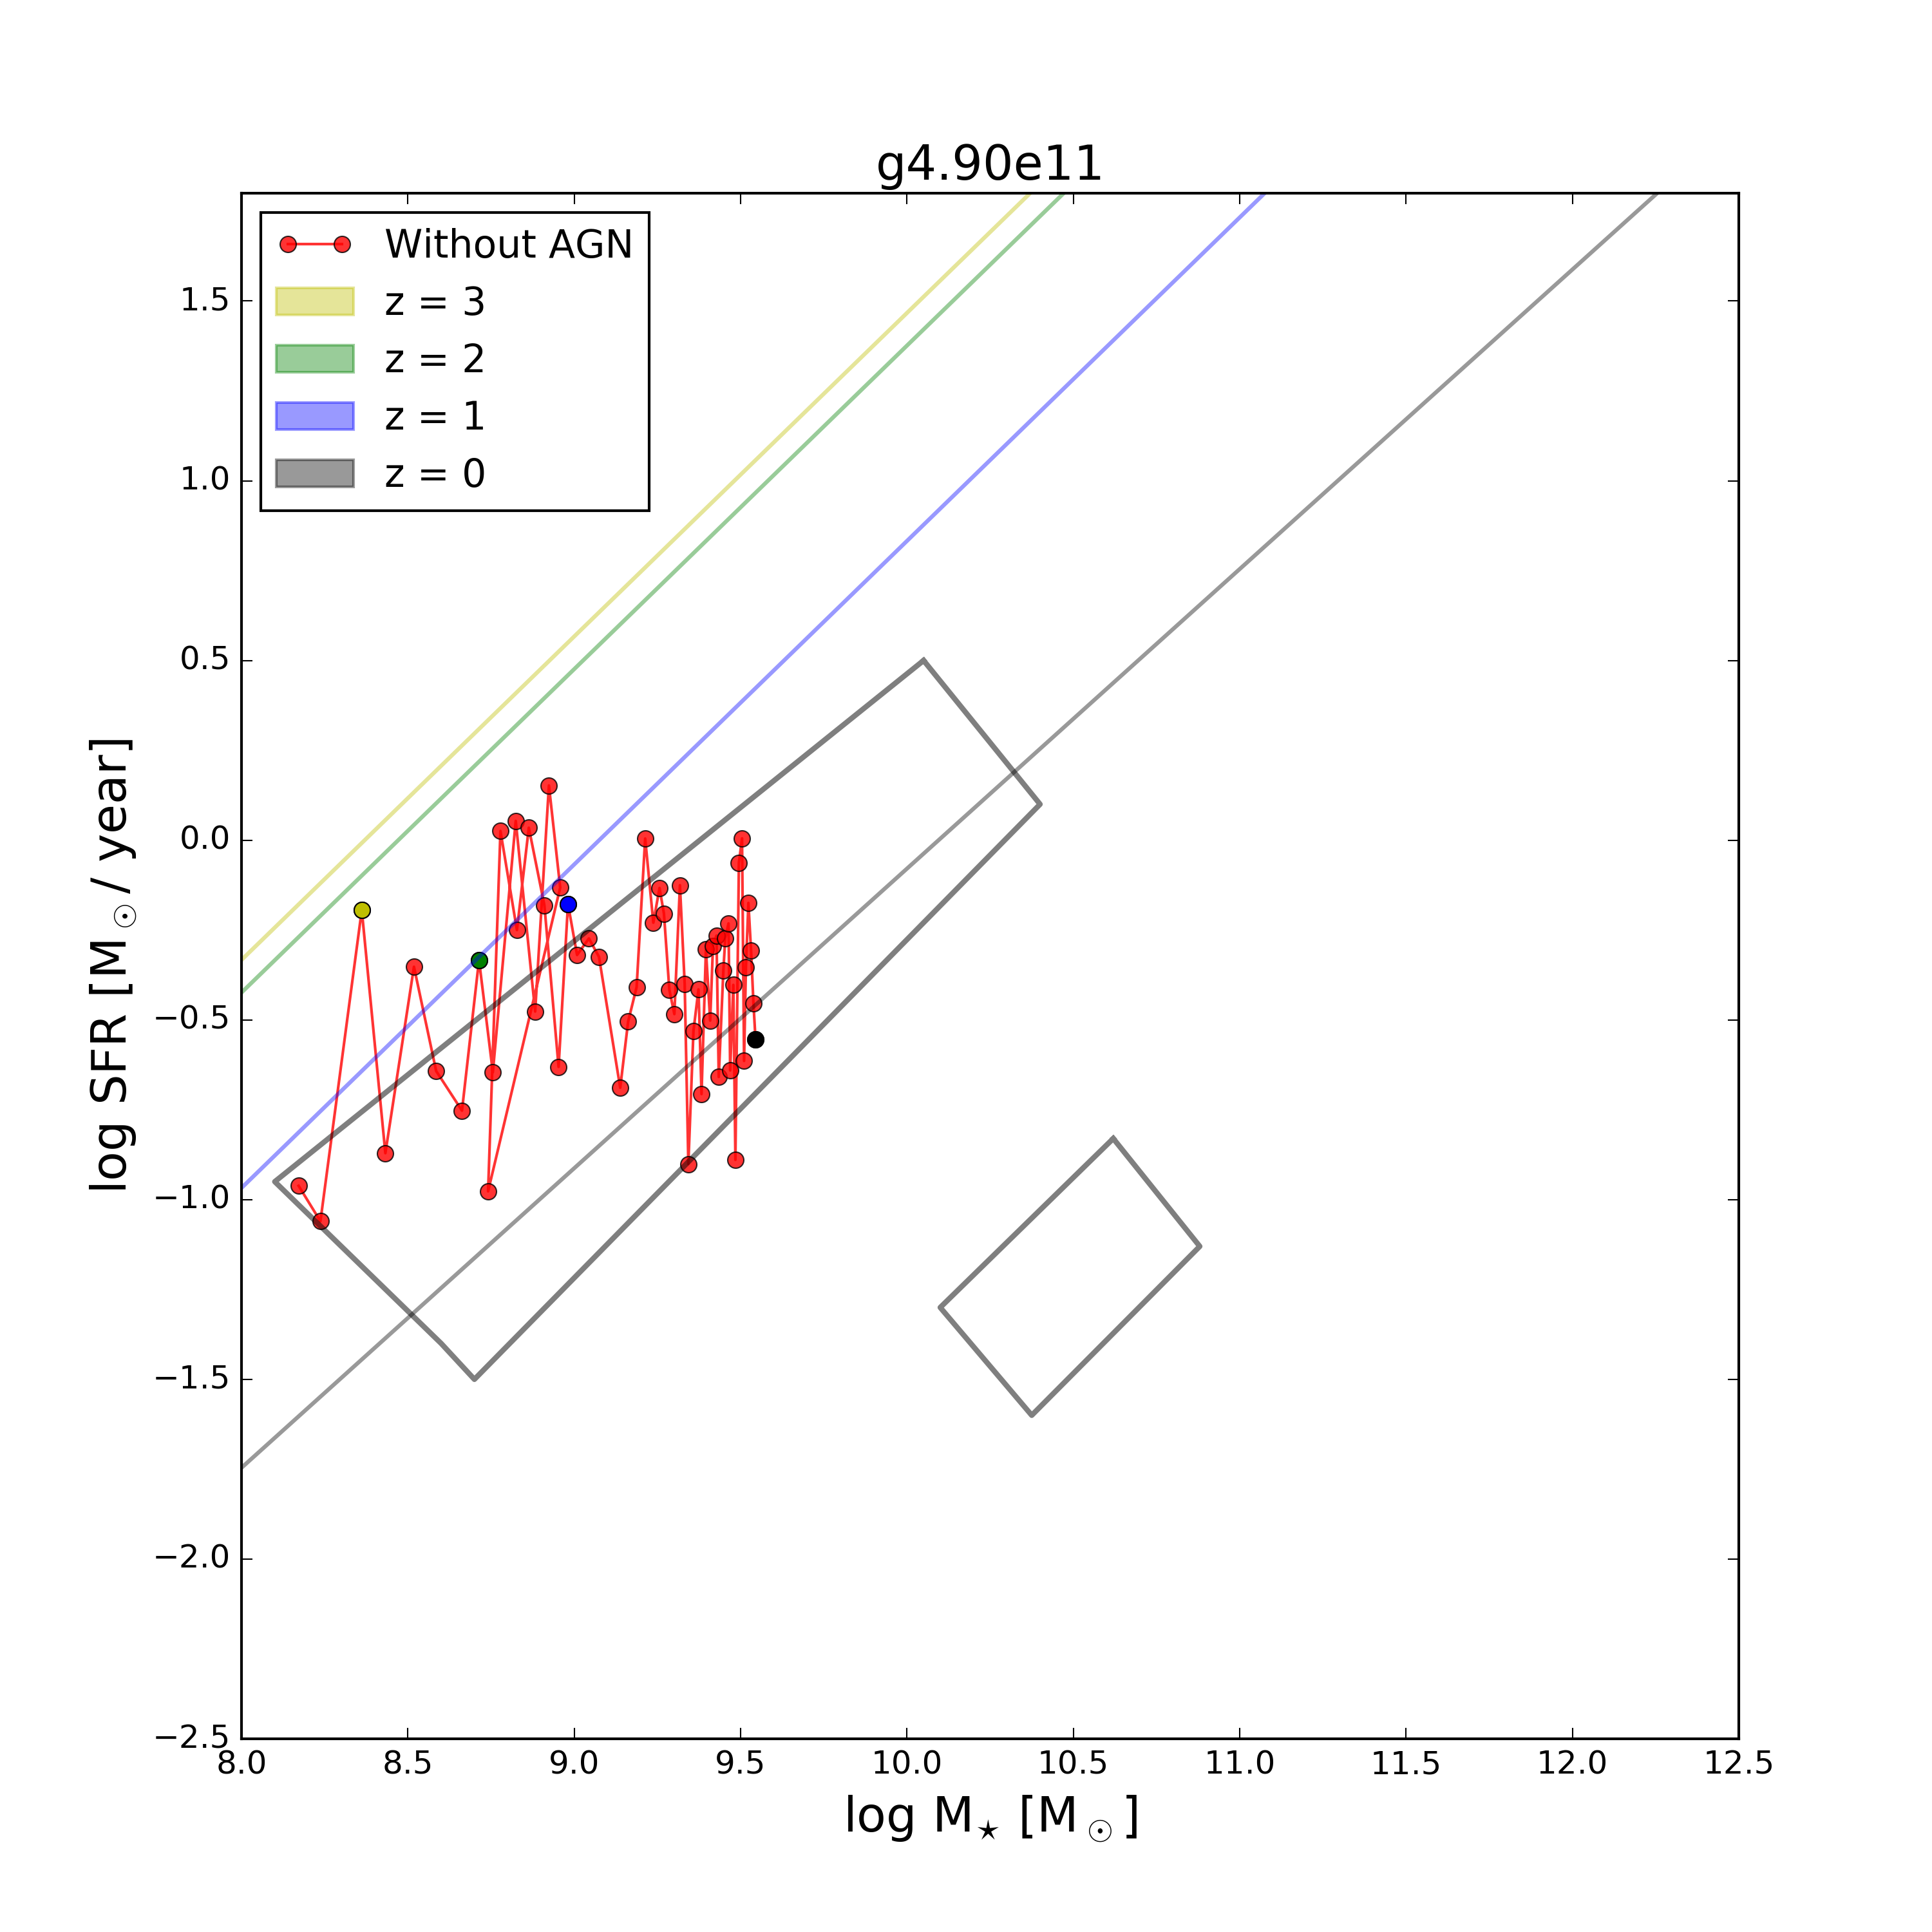 g4.90e11
Without AGN
z = 3
z = 2
z = 1
z = 0
1.5
1.0
0.5
0.0
−0.5
−1.0
−1.5
−2.0
−2.5
log SFR [M☉/ year]
8.0 8.5 9.0 9.5 10.0 10.5 11.0 11.5 12.0 12.5
log M⋆ [M☉]